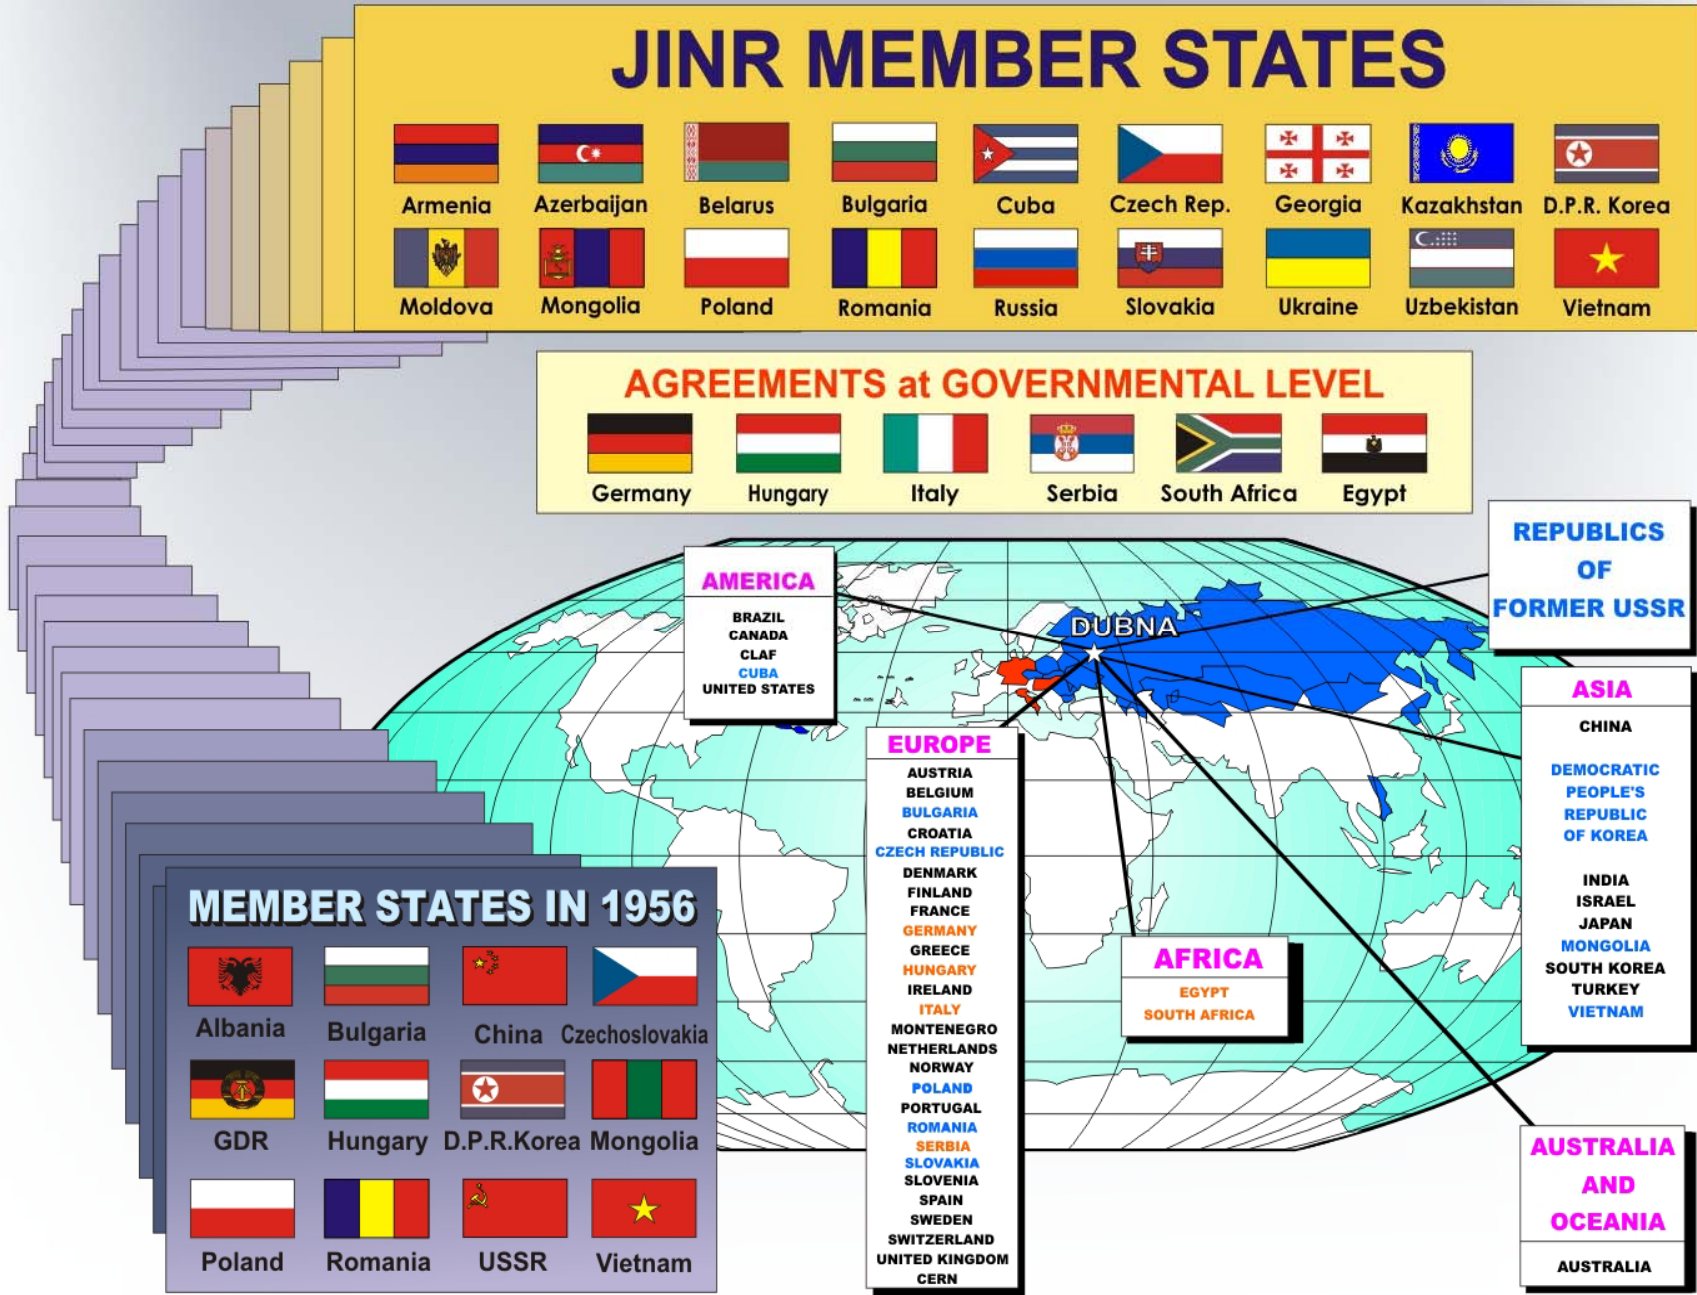 JINR MEMBER STATES
Armenia Azerbaijan Belarus Bulgaria Cuba Czech Rep. Georgia Kazakhstan D.P.R. Korea
Moldova Mongolia Poland Romania Russia Slovakia Ukraine Uzbekistan Vietnam
AGREEMENTS at GOVERNMENTAL LEVEL
Germany Hungary Italy Serbia South Africa Egypt
REPUBLICS
OF
FORMER USSR
AMERICA
BRAZIL
CANADA
CLAF
CUBA
UNITED STATES
DUBNA
ASIA
CHINA
DEMOCRATIC
PEOPLE'S
REPUBLIC
OF KOREA
INDIA
ISRAEL
JAPAN
MONGOLIA
SOUTH KOREA
TURKEY
VIETNAM
EUROPE
AUSTRIA
BELGIUM
BULGARIA
CROATIA
CZECH REPUBLIC
DENMARK
FINLAND
FRANCE
GERMANY
GREECE
HUNGARY
IRELAND
ITALY
MONTENEGRO
NETHERLANDS
NORWAY
POLAND
PORTUGAL
ROMANIA
SERBIA
SLOVAKIA
SLOVENIA
SPAIN
SWEDEN
SWITZERLAND
UNITED KINGDOM
CERN
AFRICA
EGYPT
SOUTH AFRICA
AUSTRALIA
AND
OCEANIA
AUSTRALIA
MEMBER STATES IN 1956
Albania Bulgaria China Czechoslovakia
GDR Hungary D.P.R.Korea Mongolia
Poland Romania USSR Vietnam